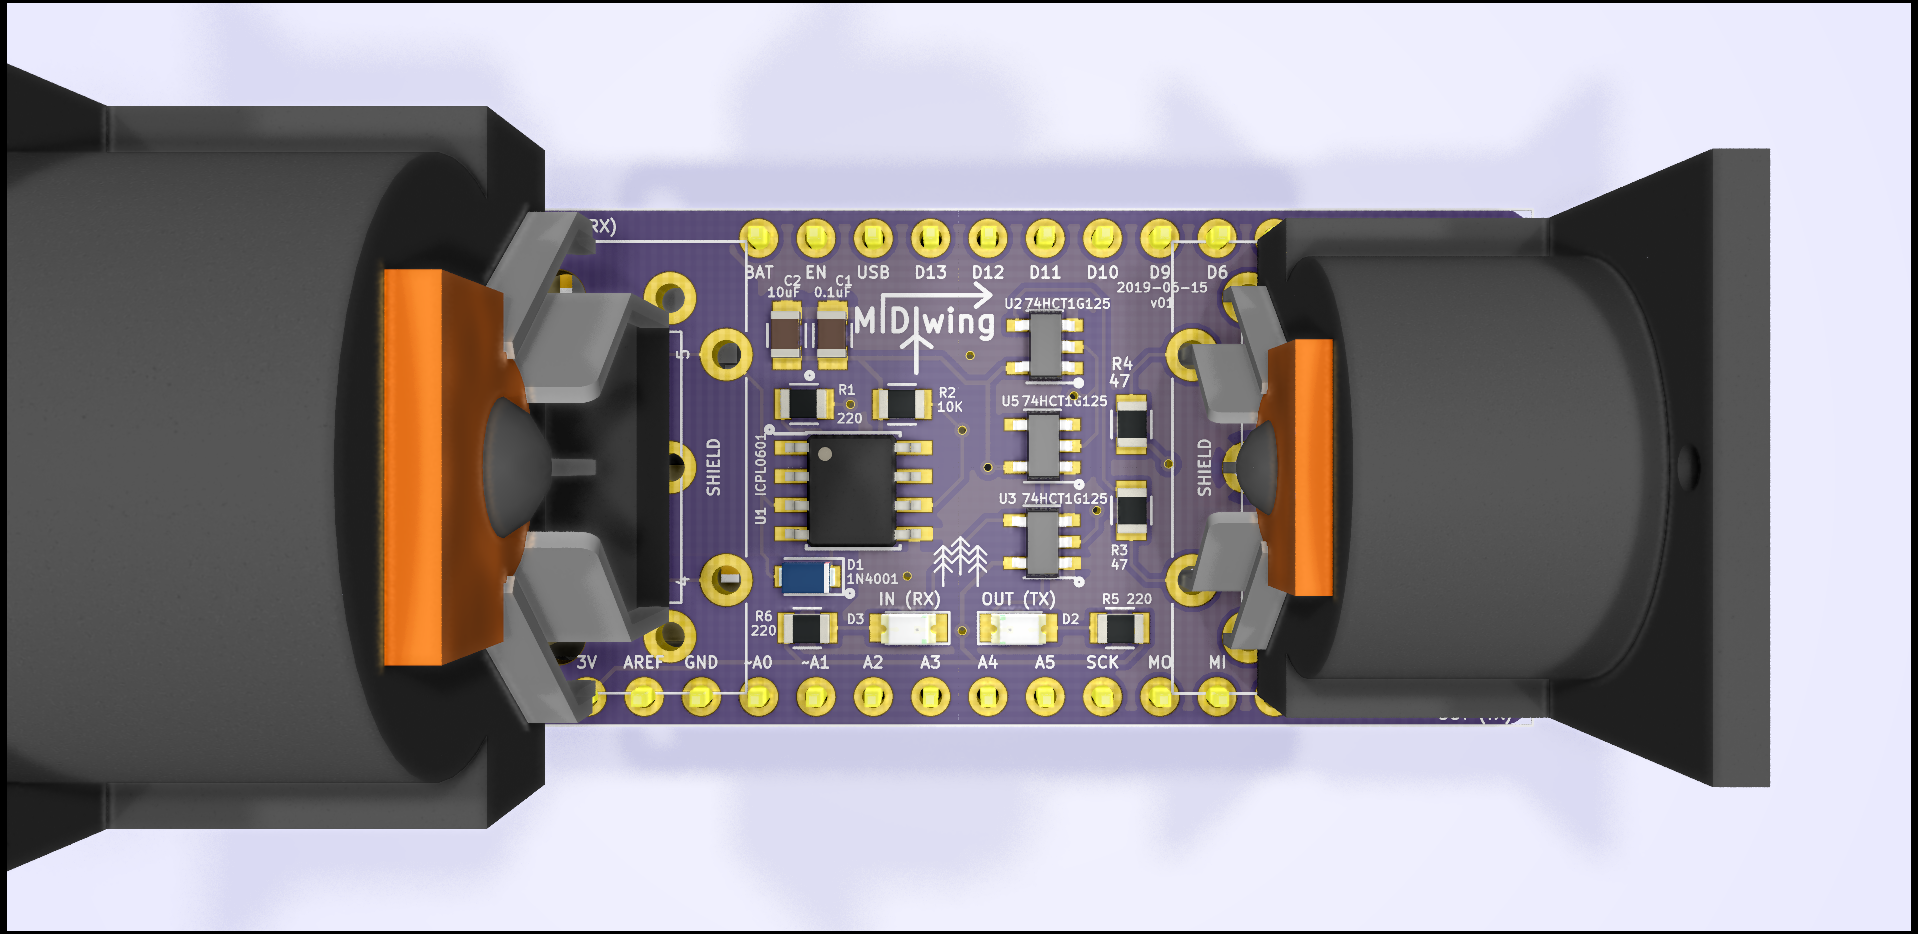 RX)
BAT EN USB D13 D12 D11 D10 D9 D6
C2
10uF
C1
0.1uF
2019-06-15
v01
MIDIwing
U2 74HCT1G125
5
R4
47
R1
220
R2
10K
U5 74HCT1G125
SHIELD
U1 ICPL0601
SHIELD
U3 74HCT1G125
R3
47
4
D1
1N4001
IN (RX)
OUT (TX)
R6
220
D3
D2
R5 220
3V AREF GND ~A0 ~A1 A2 A3 A4 A5 SCK MO MI